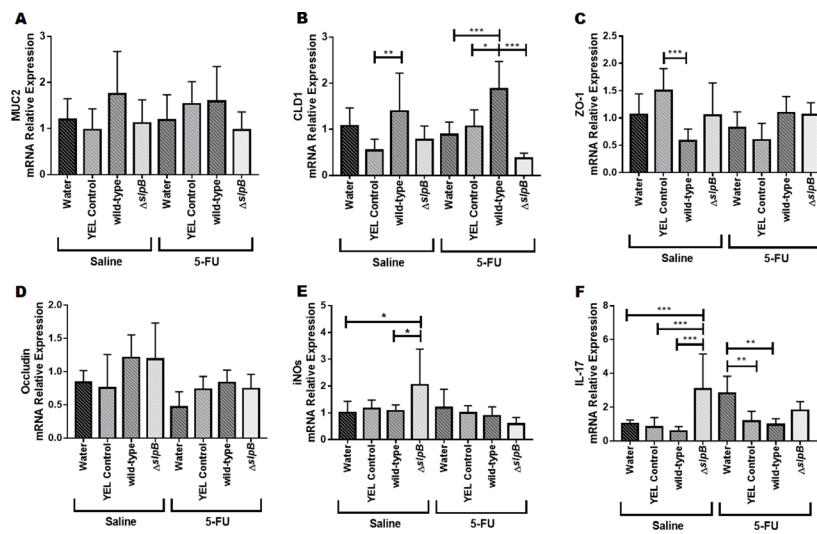 A
MUC2
mRNA Relative Expression
3
2
1
0
Water
YEL Control
wild-type
ΔslpB
Water
YEL Control
wild-type
ΔslpB
Saline
5-FU
B
CLD1
mRNA Relative Expression
3
2
1
0
***
**
*
***
Water
YEL Control
wild-type
ΔslpB
Water
YEL Control
wild-type
ΔslpB
Saline
5-FU
C
ZO-1
mRNA Relative Expression
2.5
2.0
1.5
1.0
0.5
0.0
***
Water
YEL Control
wild-type
ΔslpB
Water
YEL Control
wild-type
ΔslpB
Saline
5-FU
D
Occludin
mRNA Relative Expression
2.0
1.5
1.0
0.5
0.0
Water
YEL Control
wild-type
ΔslpB
Water
YEL Control
wild-type
ΔslpB
Saline
5-FU
E
iNOs
mRNA Relative Expression
5
4
3
2
1
0
*
*
Water
YEL Control
wild-type
ΔslpB
Water
YEL Control
wild-type
ΔslpB
Saline
5-FU
F
IL-17
mRNA Relative Expression
8
6
4
2
0
***
***
***
**
**
Water
YEL Control
wild-type
ΔslpB
Water
YEL Control
wild-type
ΔslpB
Saline
5-FU